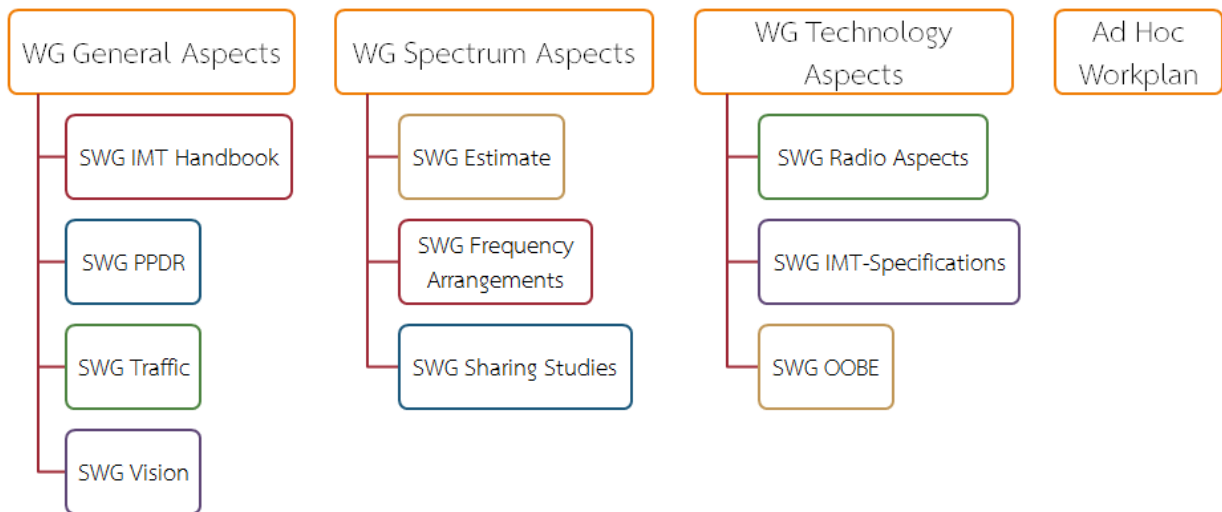 WG General Aspects
SWG IMT Handbook
SWG PPDR
SWG Traffic
SWG Vision
WG Spectrum Aspects
SWG Estimate
SWG Frequency
Arrangements
SWG Sharing Studies
WG Technology
Aspects
SWG Radio Aspects
SWG IMT-Specifications
SWG OOBE
Ad Hoc
Workplan